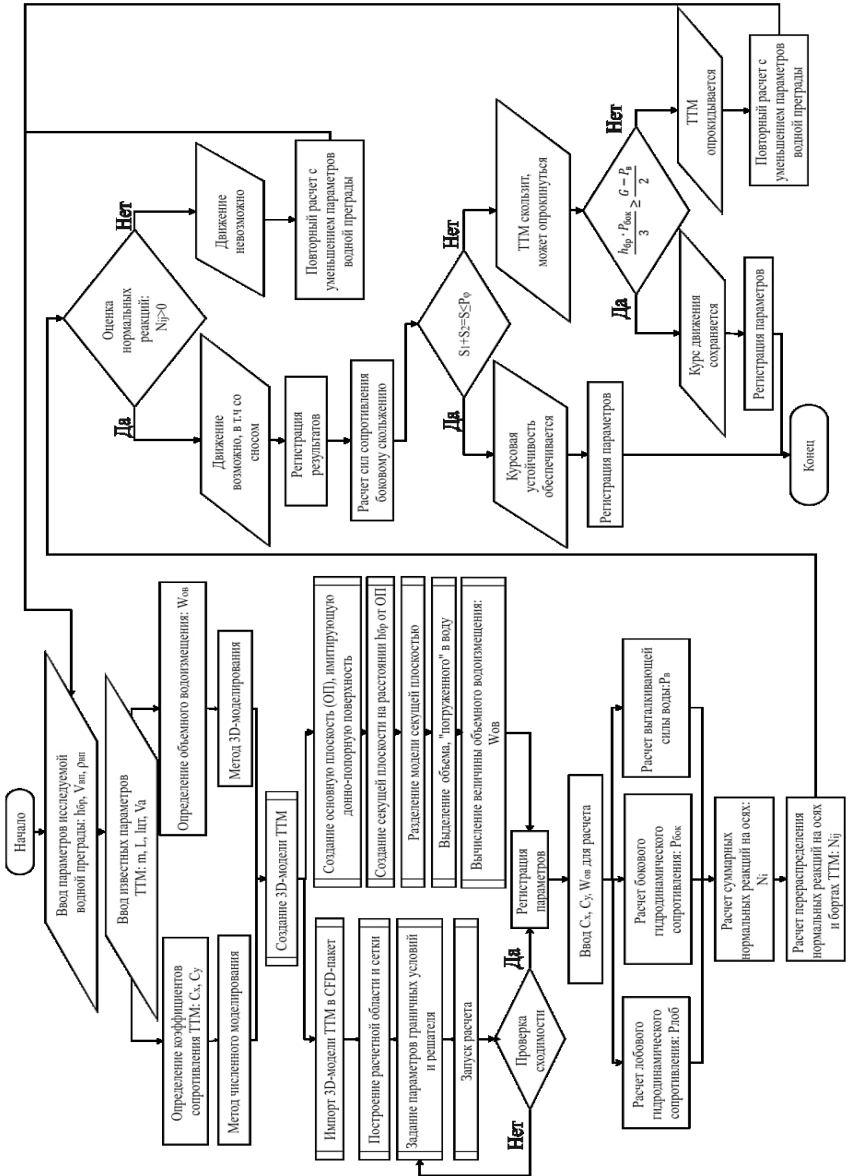 Начало
Ввод параметров исследуемой
водной преграды: hбр, Vвп, ρвп
Ввод известных параметров
ТТМ: m, L, lцт, Va
Определение коэффициентов
сопротивления ТТМ: Cx, Cy
Определение объемного водоизмещения: Wов
Метод численного моделирования
Метод 3D-моделирования
Создание 3D-модели ТТМ
Импорт 3D-модели ТТМ в CFD-пакет
Построение расчетной области и сетки
Задание параметров граничных условий
и решателя
Запуск расчета
Проверка
сходимости
Нет
Да
Создание основную плоскость (ОП), имитирующую
донно-попорную поверхность
Создание секущей плоскости на расстоянии hбр от ОП
Разделение модели секущей плоскостью
Выделение объема, "погруженного" в воду
Вычисление величины объемного водоизмещения:
Wов
Регистрация
параметров
Ввод Cx, Cy, Wов для расчета
Расчет лобового
гидродинамического
сопротивления: Pлоб
Расчет бокового
гидродинамического
сопротивления: Pбок
Расчет выталкивающей
силы воды:Pв
Расчет суммарных
нормальных реакций на осях:
Ni
Расчет перераспределения
нормальных реакций на осях
и бортах ТТМ: Nij
Оценка
нормальных
реакций:
Nij>0
Да
Нет
Движение
возможно, в т.ч со
сносом
Движение
невозможно
Регистрация
результатов
Повторный расчет с
уменьшением параметров
водной преграды
Расчет сил сопротивления
боковому скольжению
S1+S2=S≤Pφ
Да
Нет
Курсовая
устойчивость
обеспечивается
ТТМ скользит,
может опрокинуться
Регистрация параметров
hбр · Pбок / 3 ≥ G − Pв / 2
Да
Нет
Курс движения
сохраняется
ТТМ
опрокидывается
Регистрация параметров
Повторный расчет с
уменьшением параметров
водной преграды
Конец